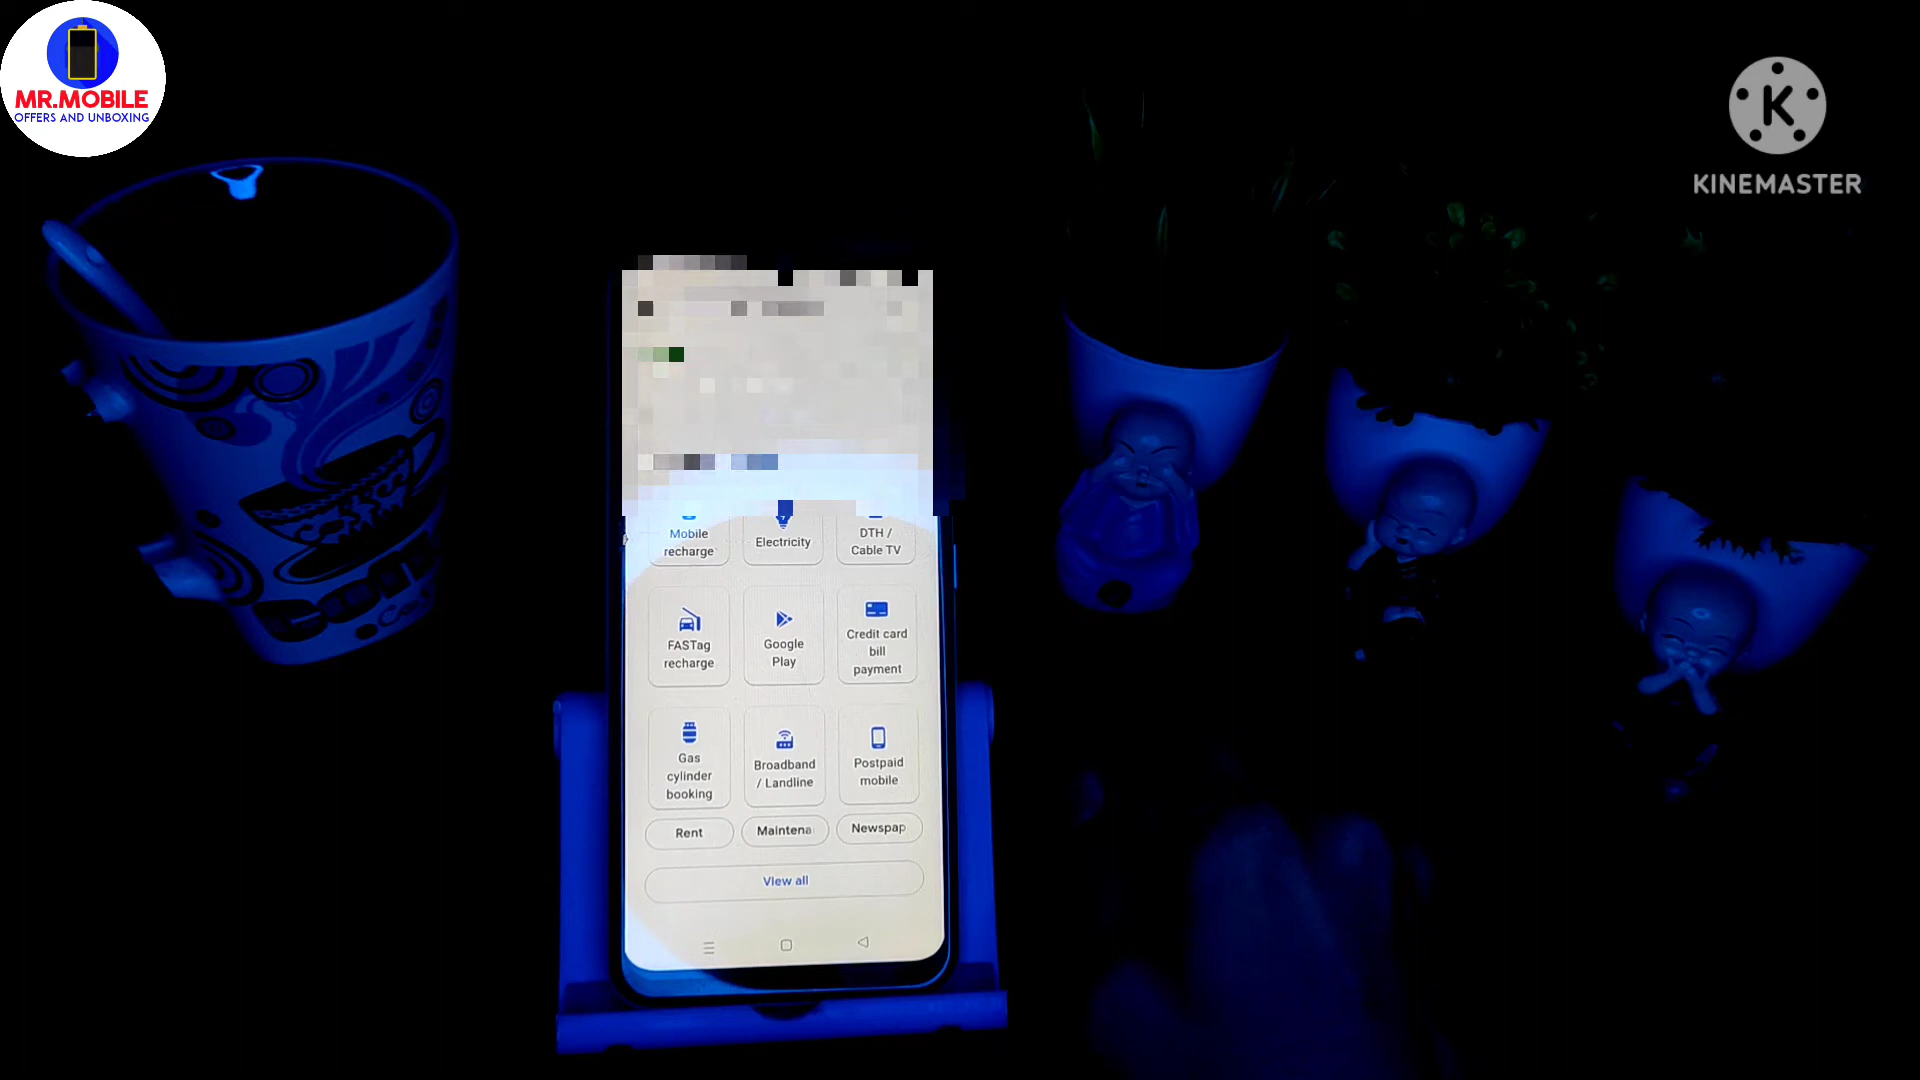 MR.MOBILE
OFFERS AND UNBOXING
K
KINEMASTER
Mobile
recharge
Electricity
DTH /
Cable TV
FASTag
recharge
Google
Play
Credit card
bill
payment
Gas
cylinder
booking
Broadband
/ Landline
Postpaid
mobile
Rent
Maintena
Newspap
View all